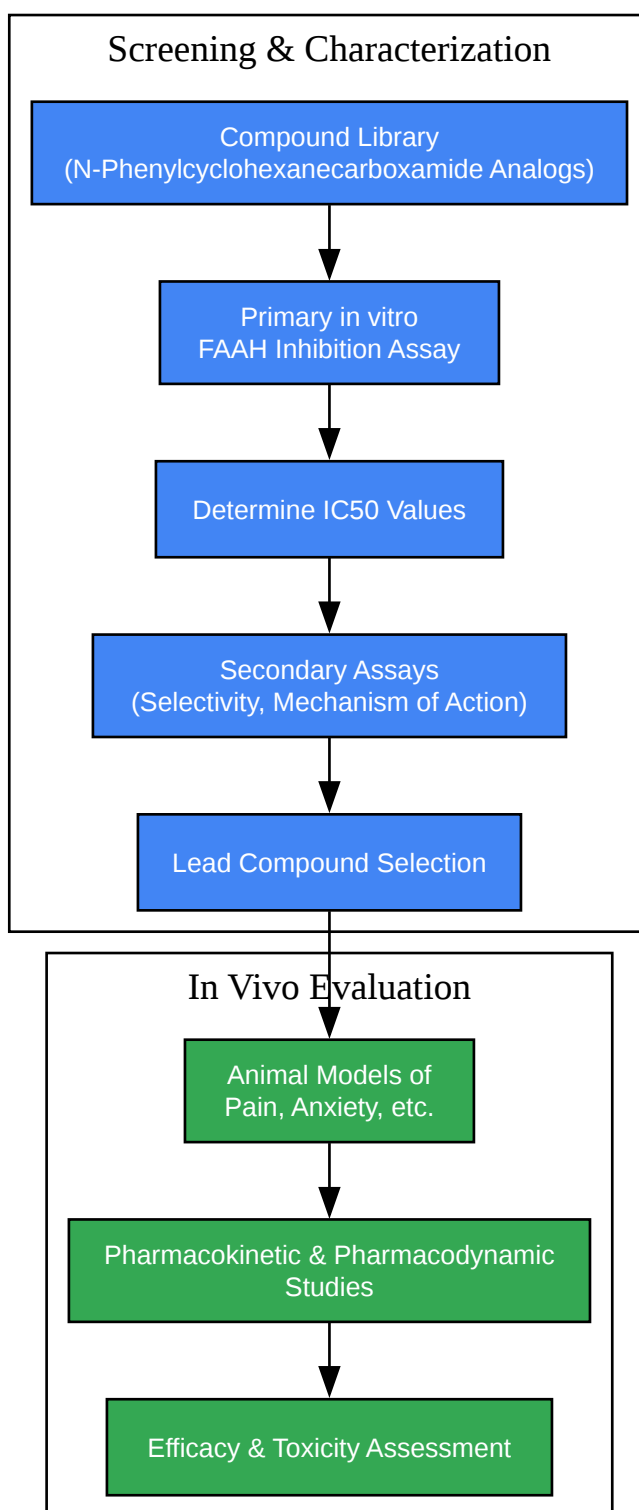 Screening & Characterization
Compound Library
(N-Phenylcyclohexanecarboxamide Analogs)
Primary in vitro
FAAH Inhibition Assay
Determine IC50 Values
Secondary Assays
(Selectivity, Mechanism of Action)
Lead Compound Selection
In Vivo Evaluation
Animal Models of
Pain, Anxiety, etc.
Pharmacokinetic & Pharmacodynamic
Studies
Efficacy & Toxicity Assessment